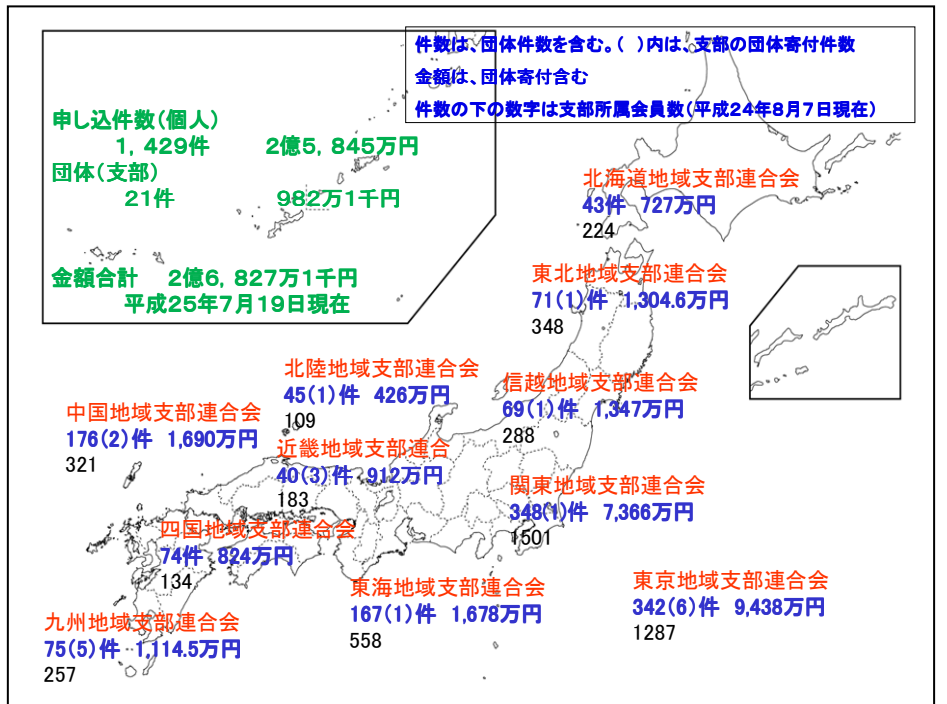 件数は、団体件数を含む。( )内は、支部の団体寄付件数
金額は、団体寄付含む
件数の下の数字は支部所属会員数(平成24年8月7日現在)
申し込件数(個人)
1,429件 2億5,845万円
団体(支部)
21件 982万1千円
金額合計 2億6,827万1千円
平成25年7月19日現在
北海道地域支部連合会
43件 727万円
224
東北地域支部連合会
71(1)件 1,304.6万円
348
北陸地域支部連合会
45(1)件 426万円
109
信越地域支部連合会
69(1)件 1,347万円
288
中国地域支部連合会
176(2)件 1,690万円
321
近畿地域支部連合
40(3)件 912万円
183
関東地域支部連合会
348(1)件 7,366万円
1501
四国地域支部連合会
74件 824万円
134
東海地域支部連合会
167(1)件 1,678万円
558
東京地域支部連合会
342(6)件 9,438万円
1287
九州地域支部連合会
75(5)件 1,114.5万円
257